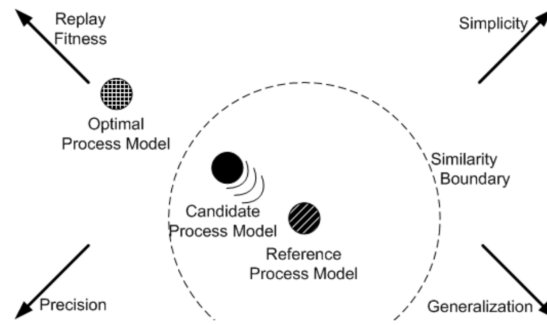 Replay
Fitness
Simplicity
Optimal
Process Model
Similarity
Boundary
Candidate
Process Model
Reference
Process Model
Precision
Generalization